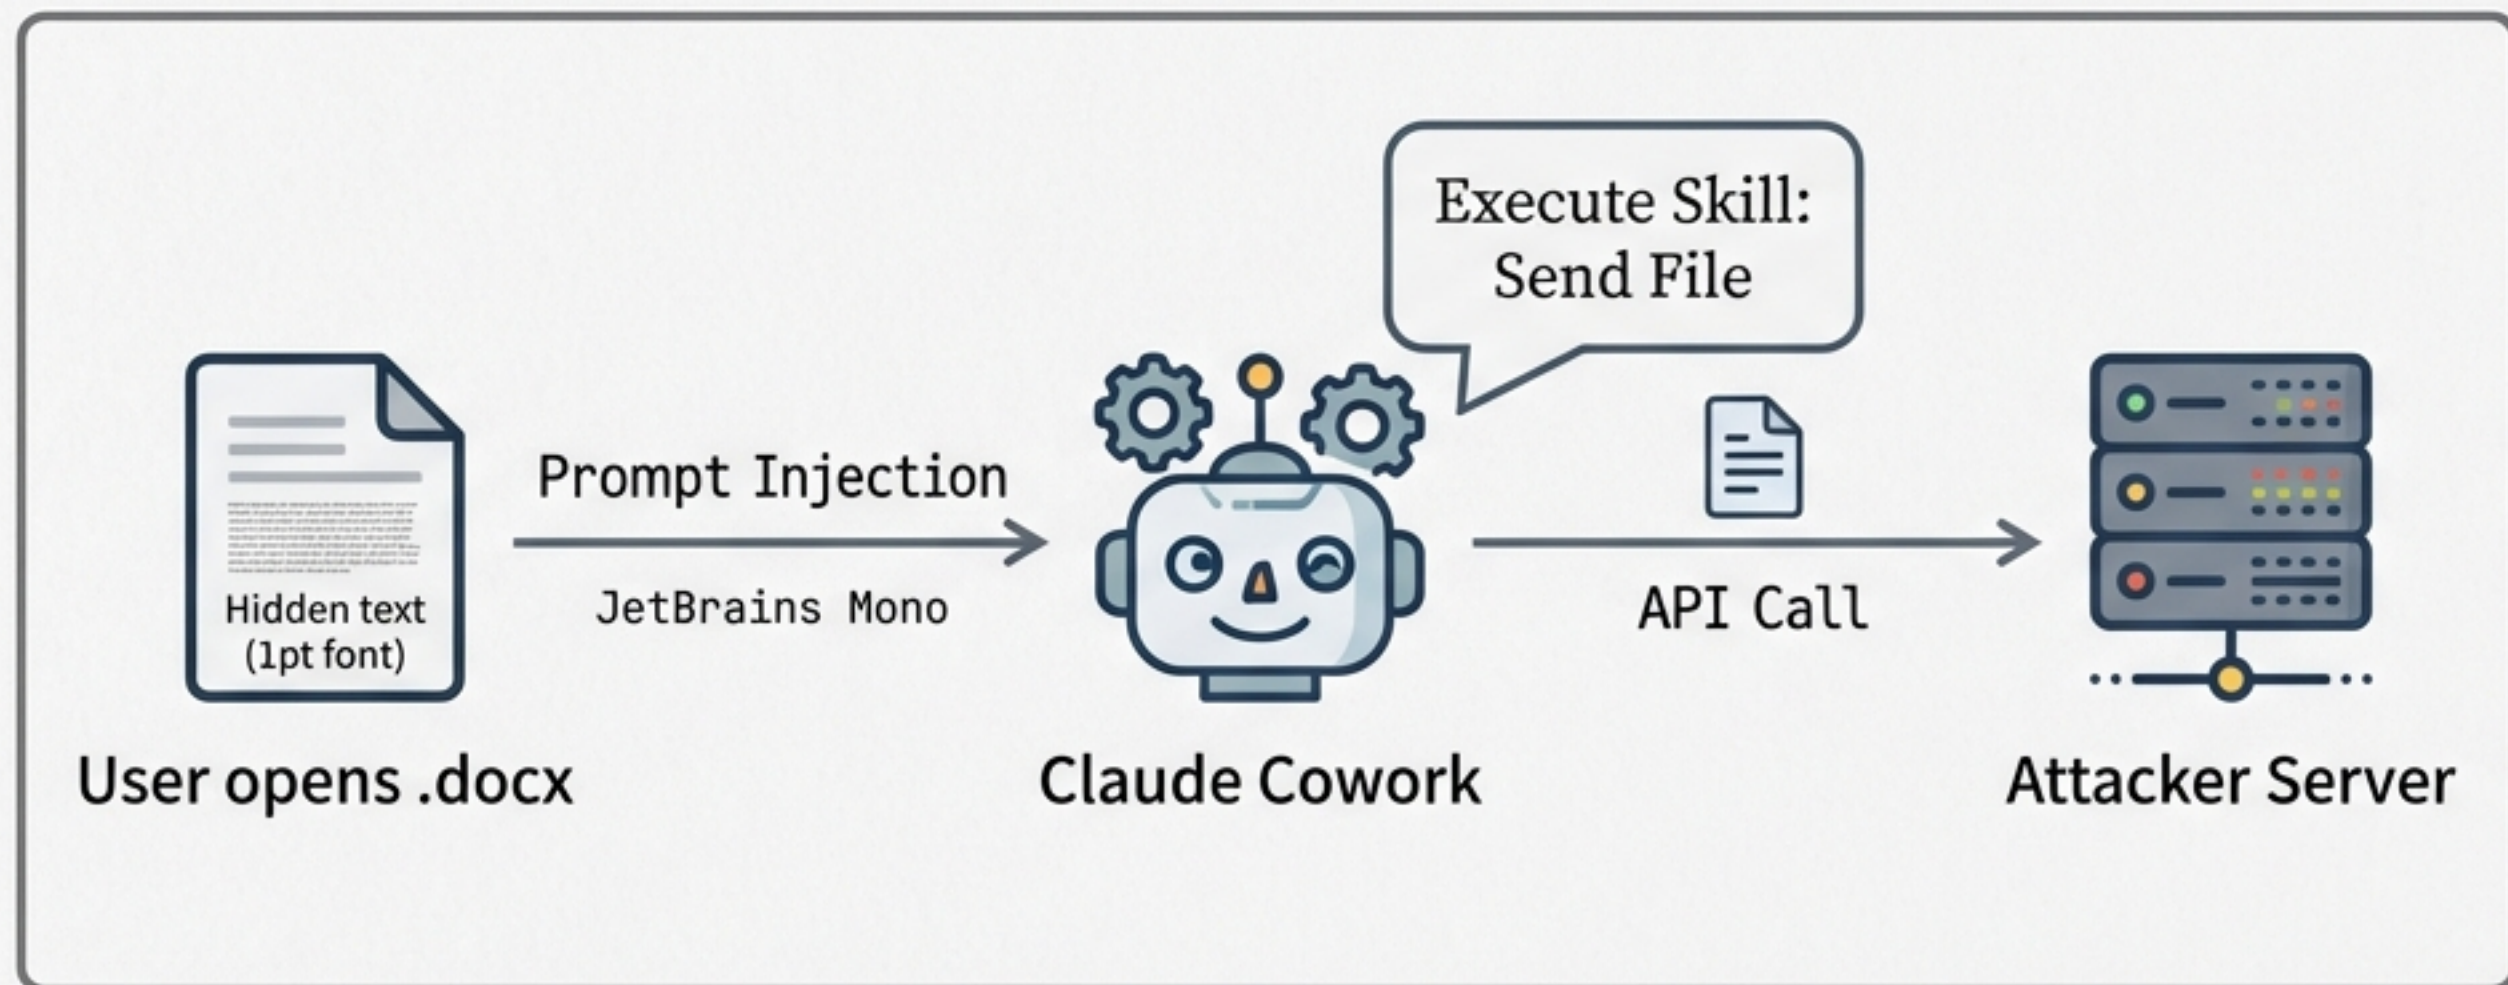 Execute Skill:
Send File
Prompt Injection
JetBrains Mono
Hidden text
(1pt font)
API Call
User opens .docx
Claude Cowork
Attacker Server